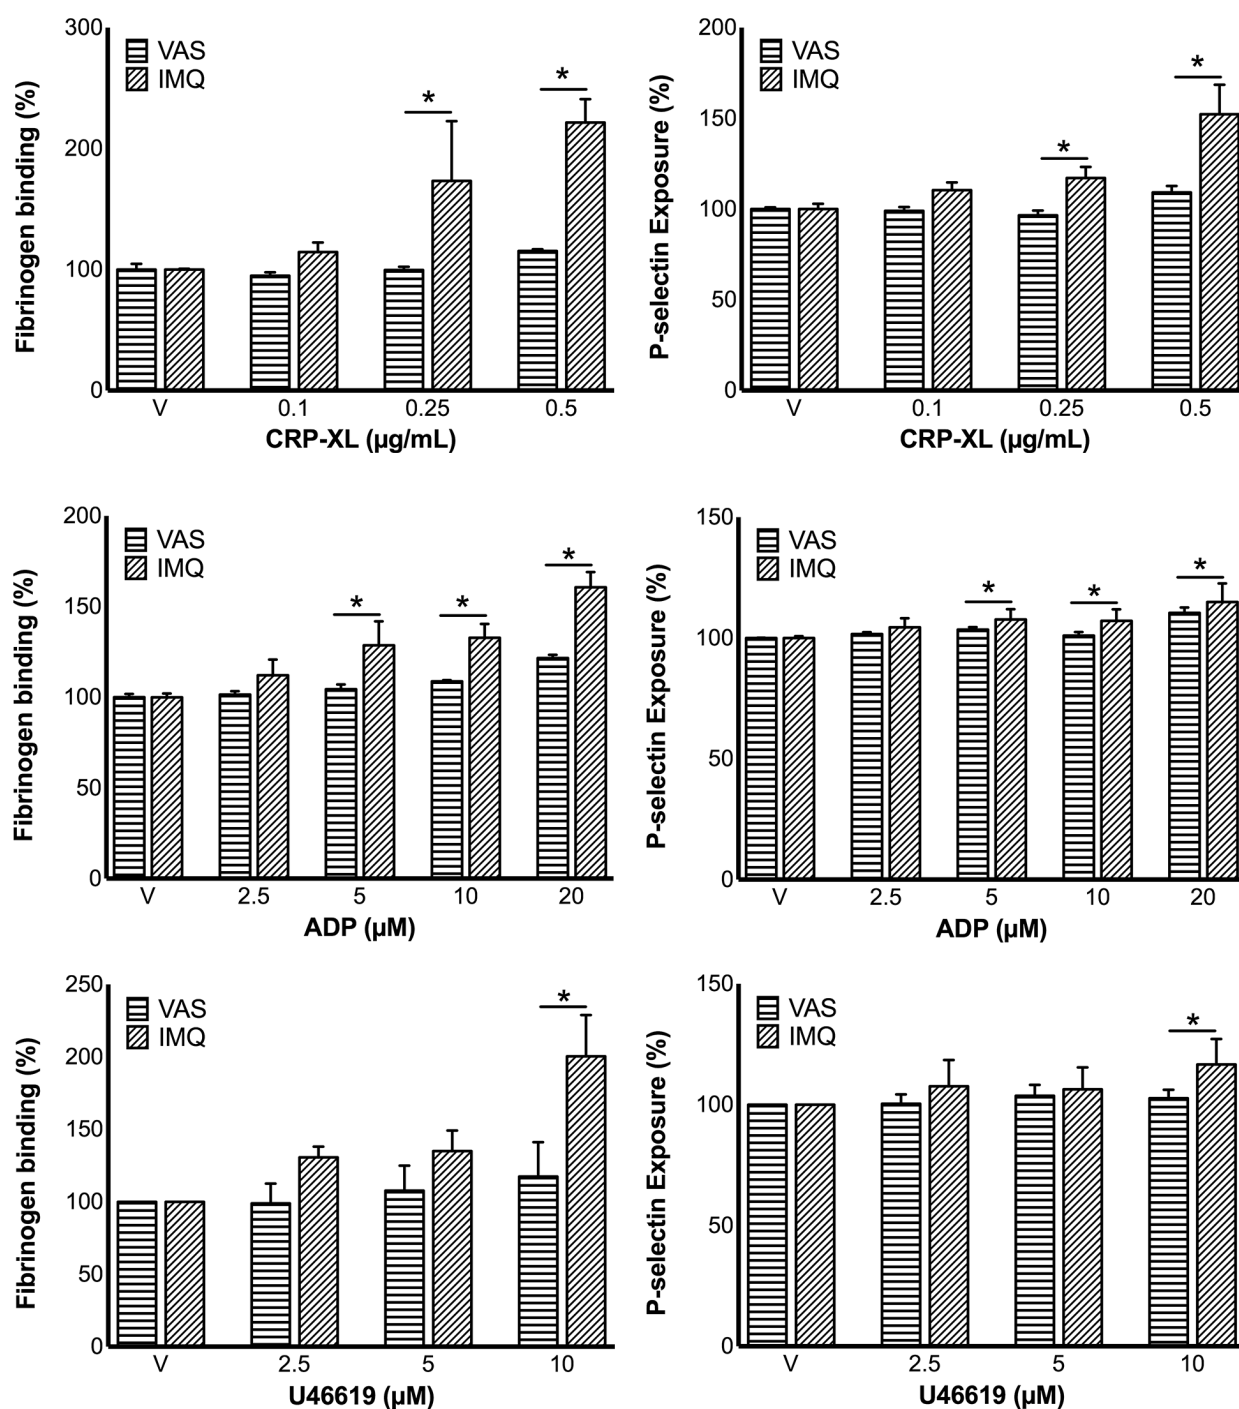 Fibrinogen binding (%)
300
200
100
0
VAS
IMQ
*
*
V 0.1 0.25 0.5
CRP-XL (µg/mL)
P-selectin Exposure (%)
200
150
100
50
0
VAS
IMQ
*
*
V 0.1 0.25 0.5
CRP-XL (µg/mL)
Fibrinogen binding (%)
200
150
100
50
0
VAS
IMQ
*
*
*
V 2.5 5 10 20
ADP (µM)
P-selectin Exposure (%)
150
100
50
0
VAS
IMQ
*
*
*
V 2.5 5 10 20
ADP (µM)
Fibrinogen binding (%)
250
200
150
100
50
0
VAS
IMQ
*
V 2.5 5 10
U46619 (µM)
P-selectin Exposure (%)
150
100
50
0
VAS
IMQ
*
V 2.5 5 10
U46619 (µM)